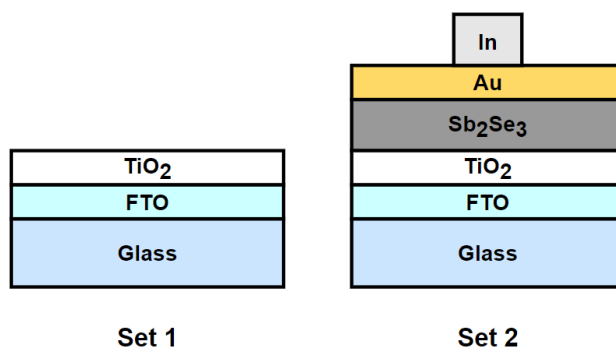 TiO2
FTO
Glass
Set 1
In
Au
Sb2Se3
TiO2
FTO
Glass
Set 2